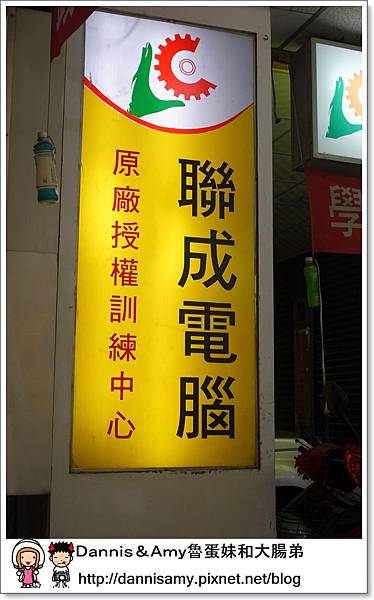 聯成電腦
原廠授權訓練中心
學
Dannis＆Amy魯蛋妹和大腸弟
http://dannisamy.pixnet.net/blog